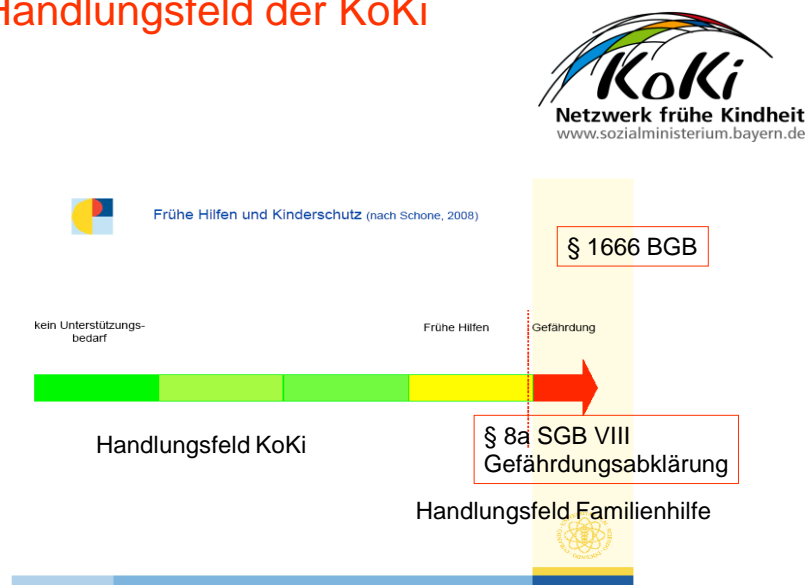 Handlungsfeld der KoKi
KoKi
Netzwerk frühe Kindheit
www.sozialministerium.bayern.de
Frühe Hilfen und Kinderschutz (nach Schone, 2008)
§ 1666 BGB
kein Unterstützungs-
bedarf
Frühe Hilfen
Gefährdung
Handlungsfeld KoKi
§ 8a SGB VIII
Gefährdungsabklärung
Handlungsfeld Familienhilfe